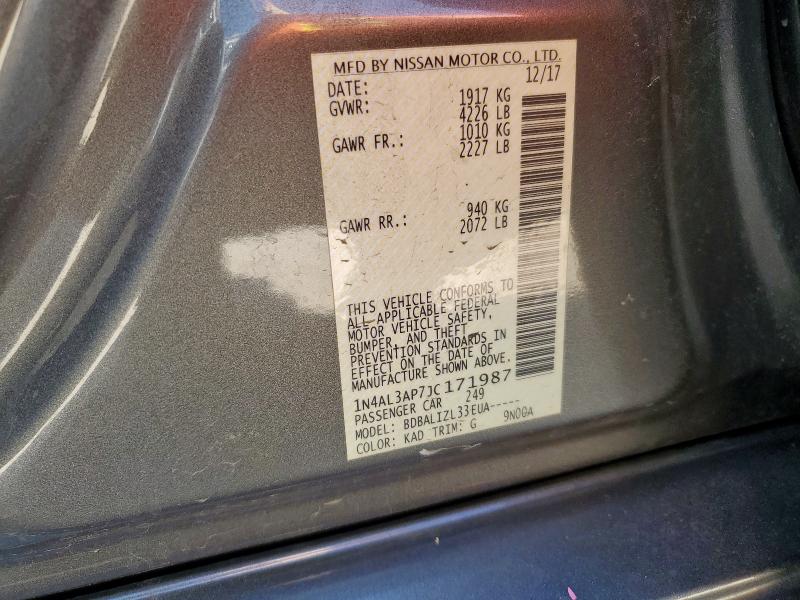 MFD BY NISSAN MOTOR CO., LTD.
DATE: 12/17
GVWR: 1917 KG
4226 LB
GAWR FR.: 1010 KG
2227 LB
GAWR RR.: 940 KG
2072 LB
THIS VEHICLE CONFORMS TO
ALL APPLICABLE FEDERAL
MOTOR VEHICLE SAFETY,
BUMPER, AND THEFT
PREVENTION STANDARDS IN
EFFECT ON THE DATE OF
MANUFACTURE SHOWN ABOVE.
1N4AL3AP7JC171987
PASSENGER CAR 249
MODEL: BDBALIZL33EUA-----
COLOR: KAD TRIM: G 9N00A